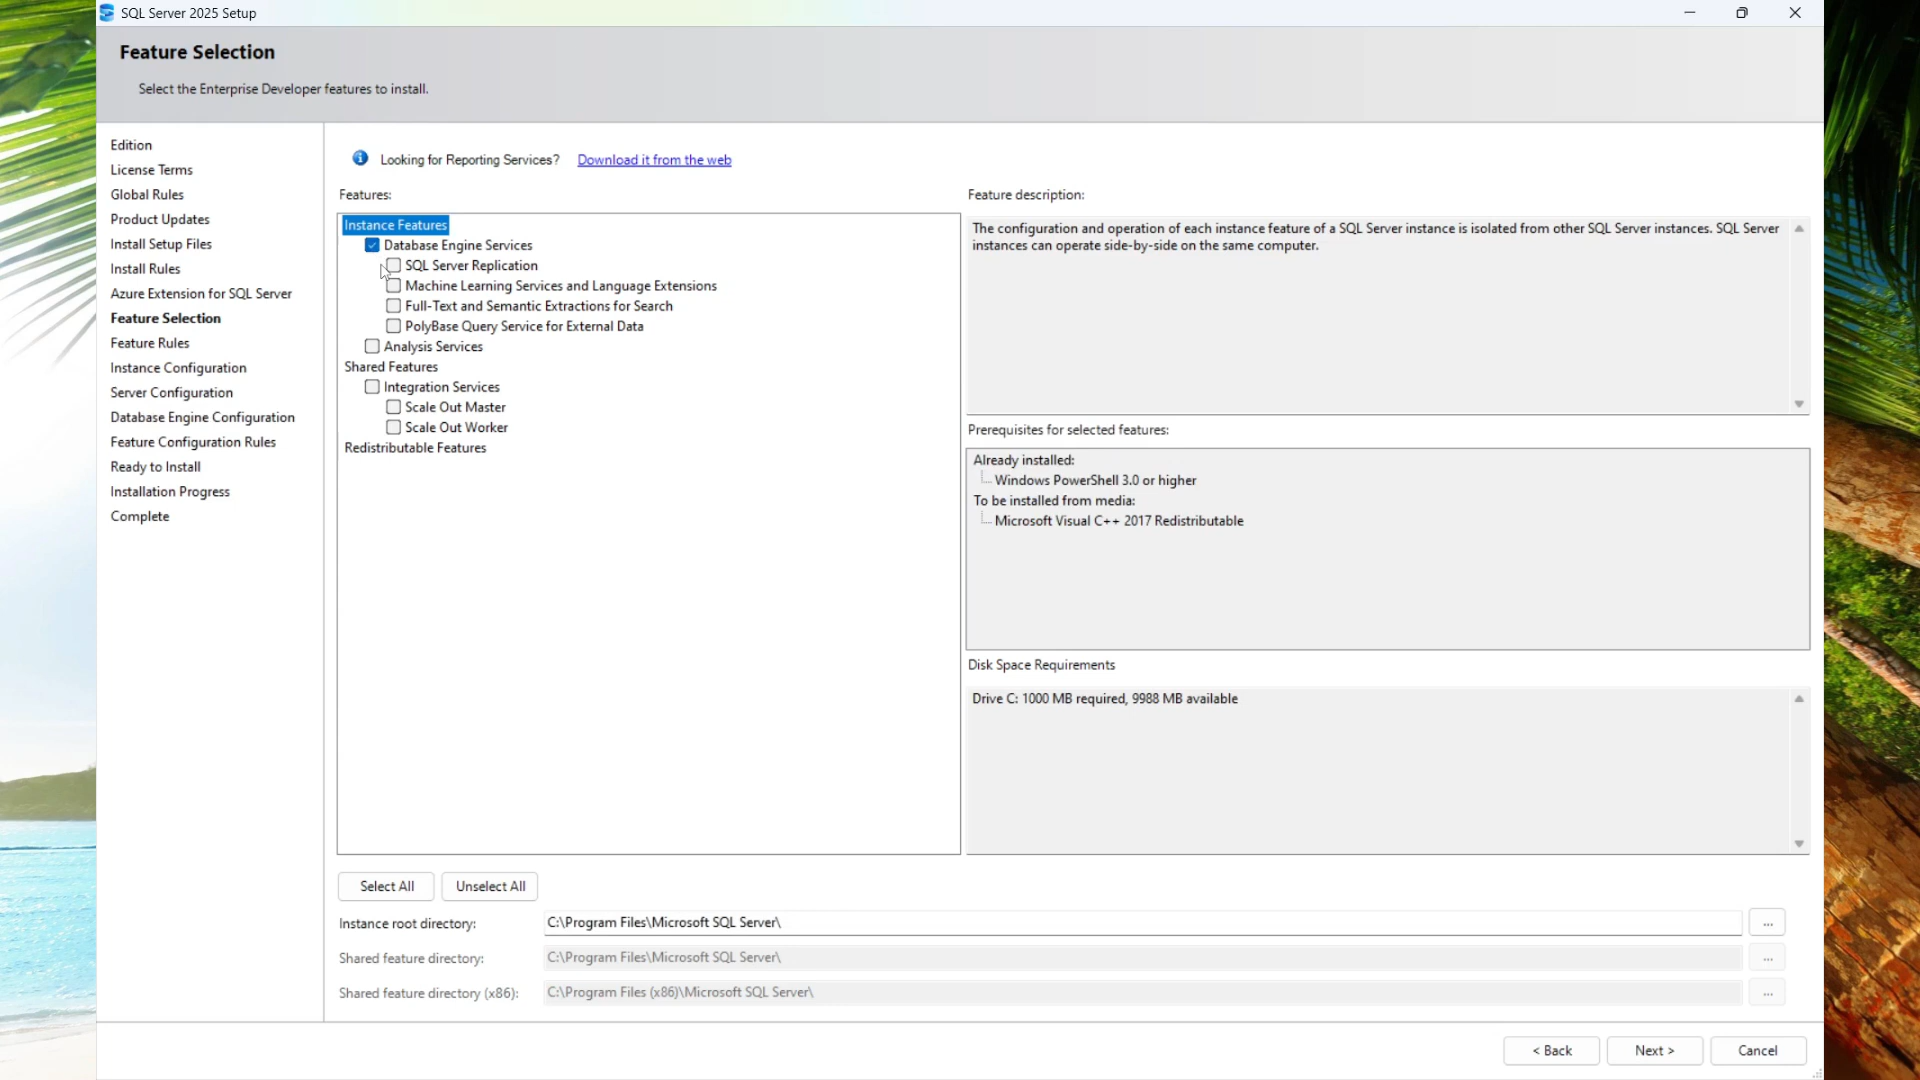 SQL Server 2025 Setup
Feature Selection
Select the Enterprise Developer features to install.
Edition
License Terms
Global Rules
Product Updates
Install Setup Files
Install Rules
Azure Extension for SQL Server
Feature Selection
Feature Rules
Instance Configuration
Server Configuration
Database Engine Configuration
Feature Configuration Rules
Ready to Install
Installation Progress
Complete
Looking for Reporting Services? Download it from the web
Features:
Instance Features
Database Engine Services
SQL Server Replication
Machine Learning Services and Language Extensions
Full-Text and Semantic Extractions for Search
PolyBase Query Service for External Data
Analysis Services
Shared Features
Integration Services
Scale Out Master
Scale Out Worker
Redistributable Features
Feature description:
The configuration and operation of each instance feature of a SQL Server instance is isolated from other SQL Server instances. SQL Server
instances can operate side-by-side on the same computer.
Prerequisites for selected features:
Already installed:
Windows PowerShell 3.0 or higher
To be installed from media:
Microsoft Visual C++ 2017 Redistributable
Disk Space Requirements
Drive C: 1000 MB required, 9988 MB available
Select All Unselect All
Instance root directory: C:\Program Files\Microsoft SQL Server\ ...
Shared feature directory: C:\Program Files\Microsoft SQL Server\ ...
Shared feature directory (x86): C:\Program Files (x86)\Microsoft SQL Server\ ...
< Back Next > Cancel